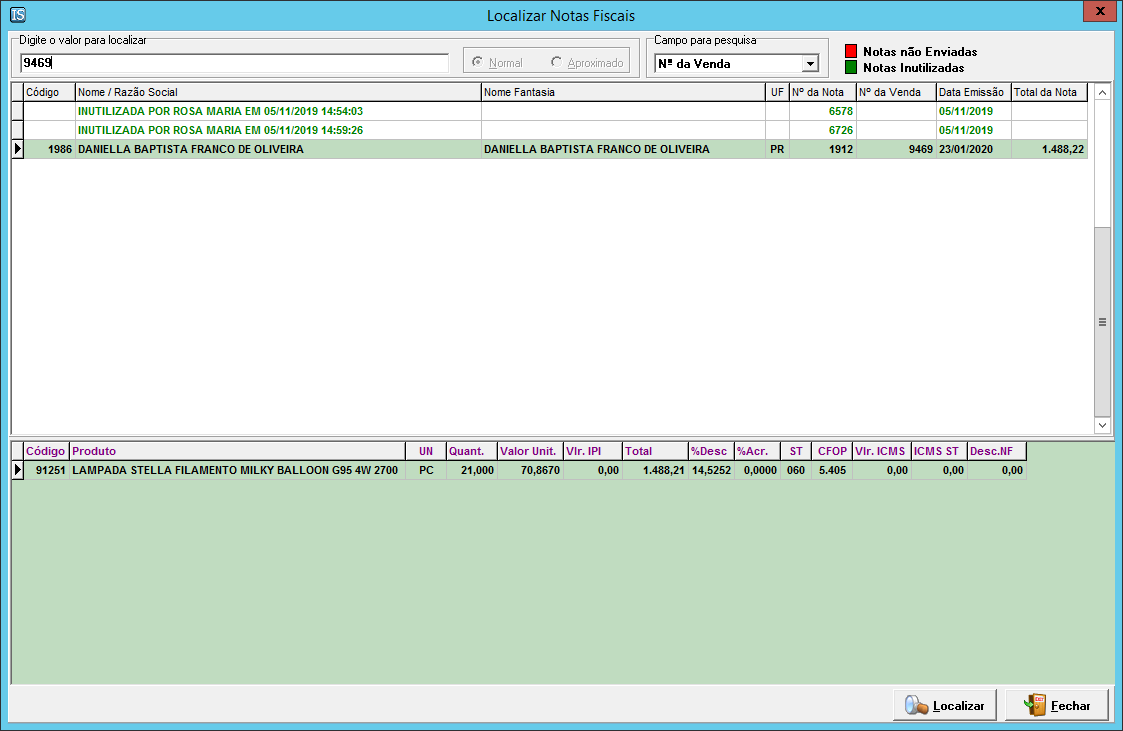 IS Localizar Notas Fiscais x
Digite o valor para localizar
9469
Normal Aproximado
Campo para pesquisa
Nº da Venda
Notas não Enviadas
Notas Inutilizadas
Código Nome / Razão Social Nome Fantasia UF Nº da Nota Nº da Venda Data Emissão Total da Nota
INUTILIZADA POR ROSA MARIA EM 05/11/2019 14:54:03 6578 05/11/2019
INUTILIZADA POR ROSA MARIA EM 05/11/2019 14:59:26 6726 05/11/2019
1986 DANIELLA BAPTISTA FRANCO DE OLIVEIRA DANIELLA BAPTISTA FRANCO DE OLIVEIRA PR 1912 9469 23/01/2020 1.488,22
Código Produto UN Quant. Valor Unit. Vlr. IPI Total %Desc %Acr. ST CFOP Vlr. ICMS ICMS ST Desc.NF
91251 LAMPADA STELLA FILAMENTO MILKY BALLOON G95 4W 2700 PC 21,000 70,8670 0,00 1.488,21 14,5252 0,0000 060 5.405 0,00 0,00 0,00
Localizar Fechar